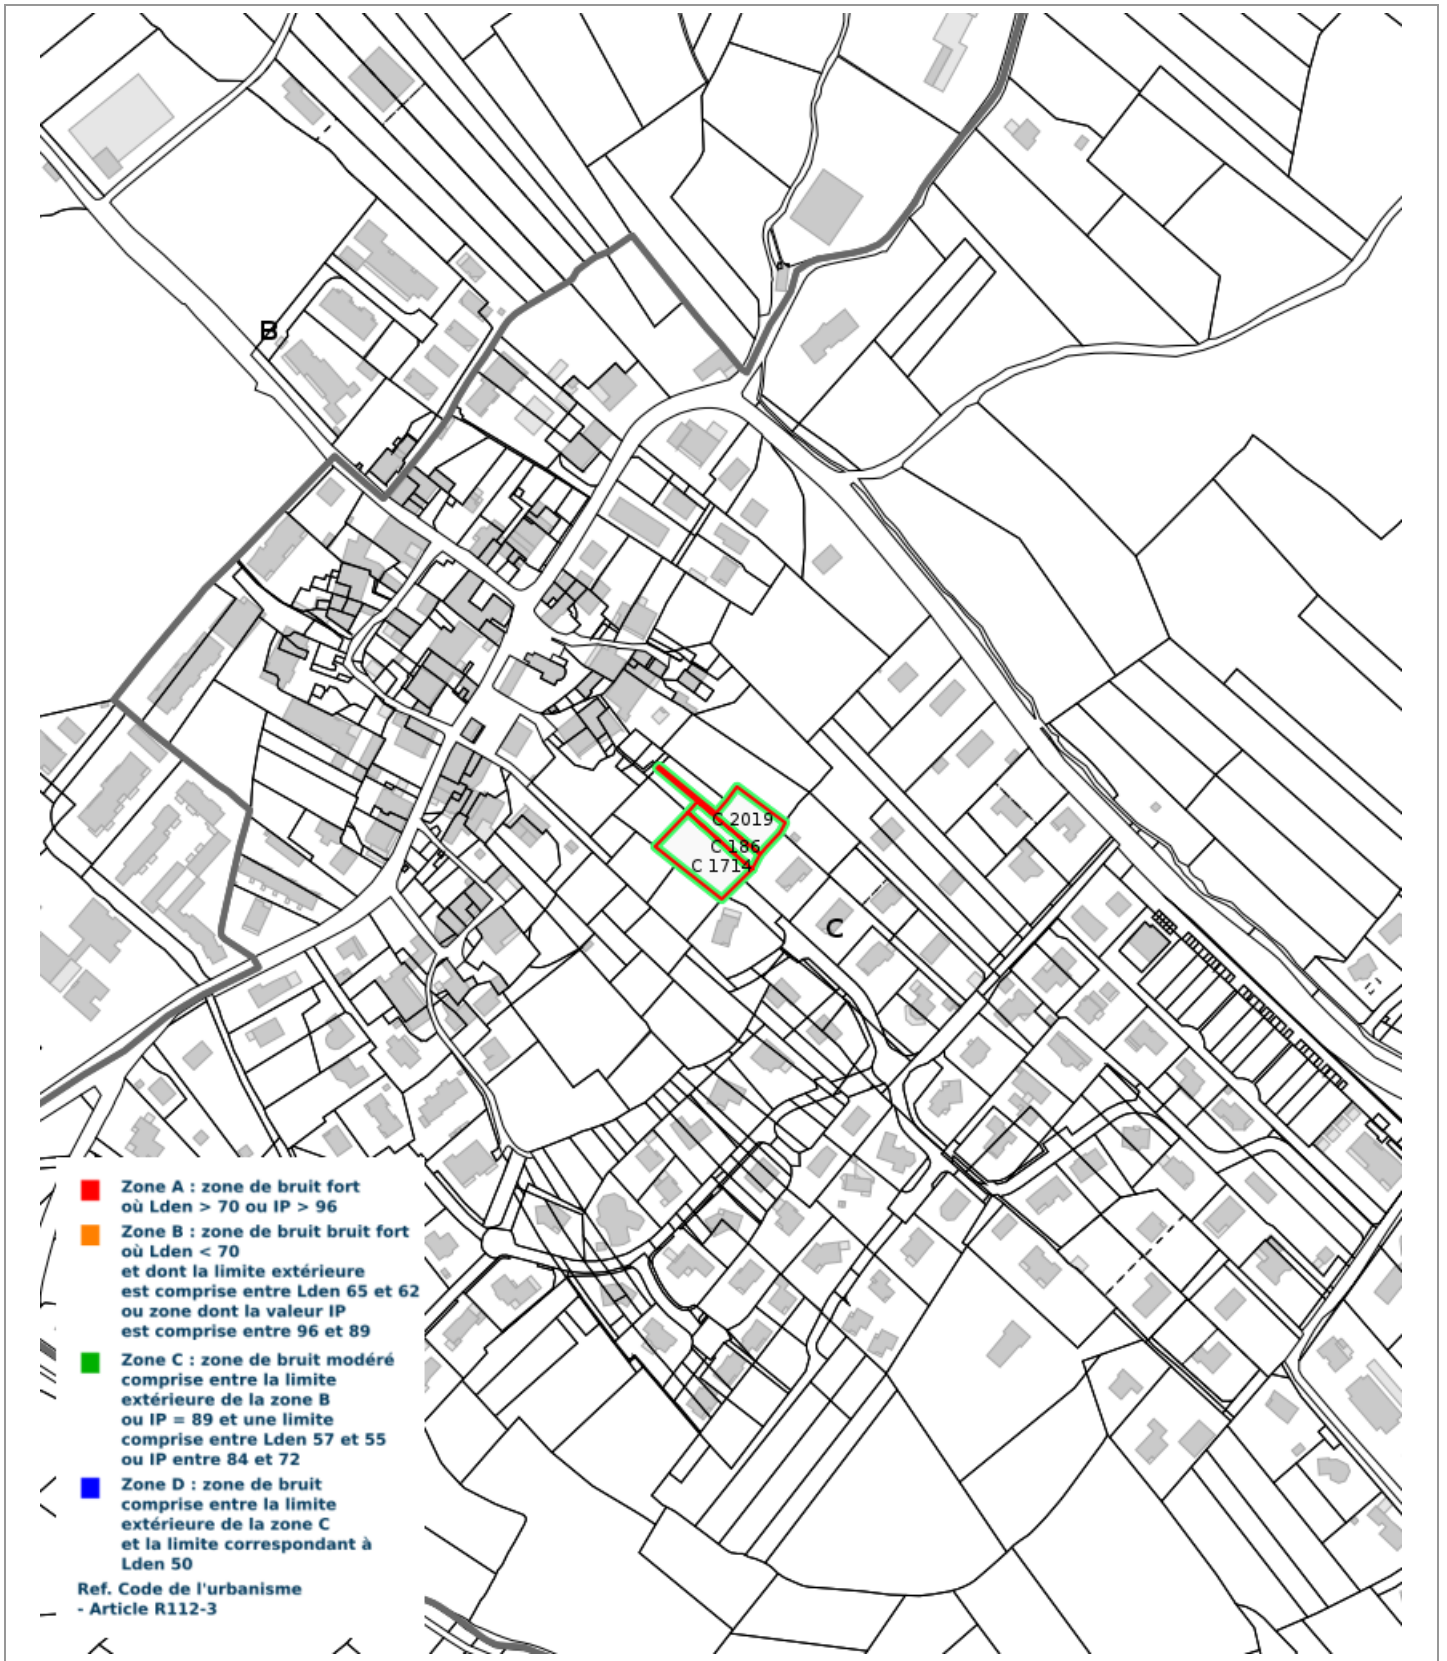 B
C 2019
C 186
C 1714
C
Zone A : zone de bruit fort
où Lden > 70 ou IP > 96
Zone B : zone de bruit bruit fort
où Lden < 70
et dont la limite extérieure
est comprise entre Lden 65 et 62
ou zone dont la valeur IP
est comprise entre 96 et 89
Zone C : zone de bruit modéré
comprise entre la limite
extérieure de la zone B
ou IP = 89 et une limite
comprise entre Lden 57 et 55
ou IP entre 84 et 72
Zone D : zone de bruit
comprise entre la limite
extérieure de la zone C
et la limite correspondant à
Lden 50
Ref. Code de l'urbanisme
- Article R112-3